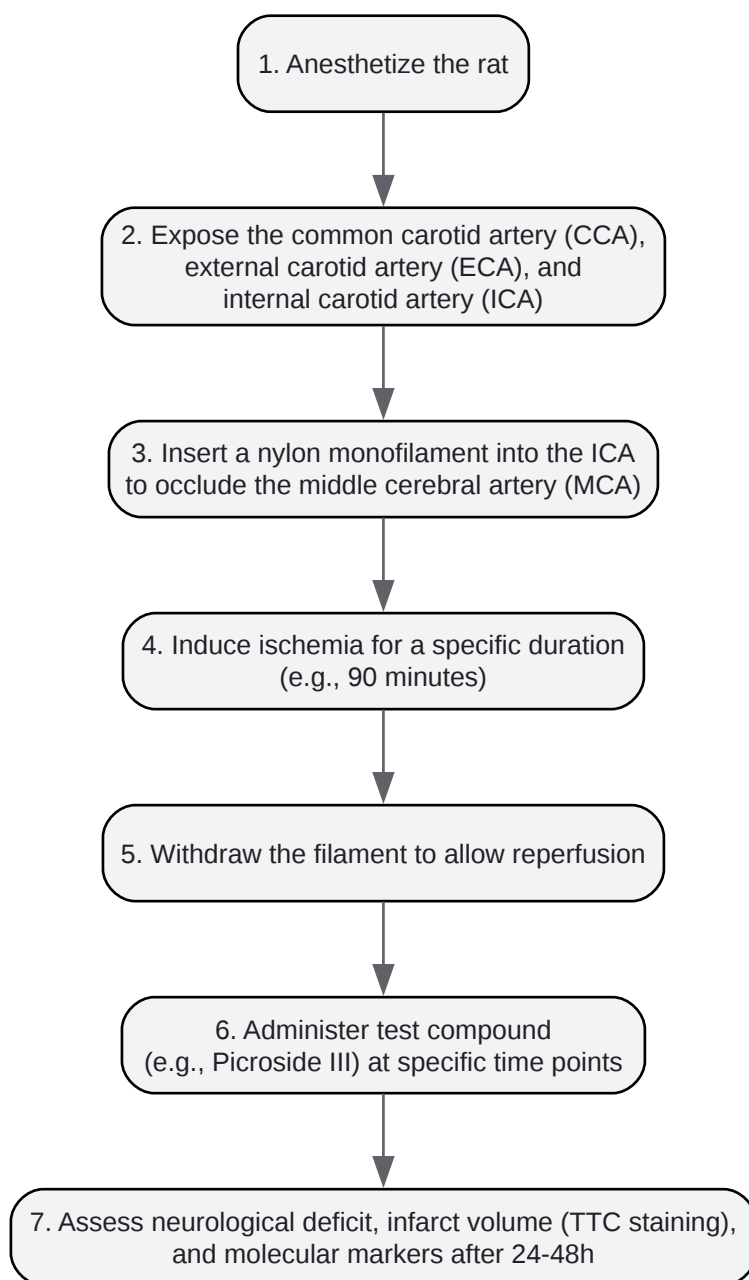 1. Anesthetize the rat
2. Expose the common carotid artery (CCA),
external carotid artery (ECA), and
internal carotid artery (ICA)
3. Insert a nylon monofilament into the ICA
to occlude the middle cerebral artery (MCA)
4. Induce ischemia for a specific duration
(e.g., 90 minutes)
5. Withdraw the filament to allow reperfusion
6. Administer test compound
(e.g., Picroside III) at specific time points
7. Assess neurological deficit, infarct volume (TTC staining),
and molecular markers after 24-48h